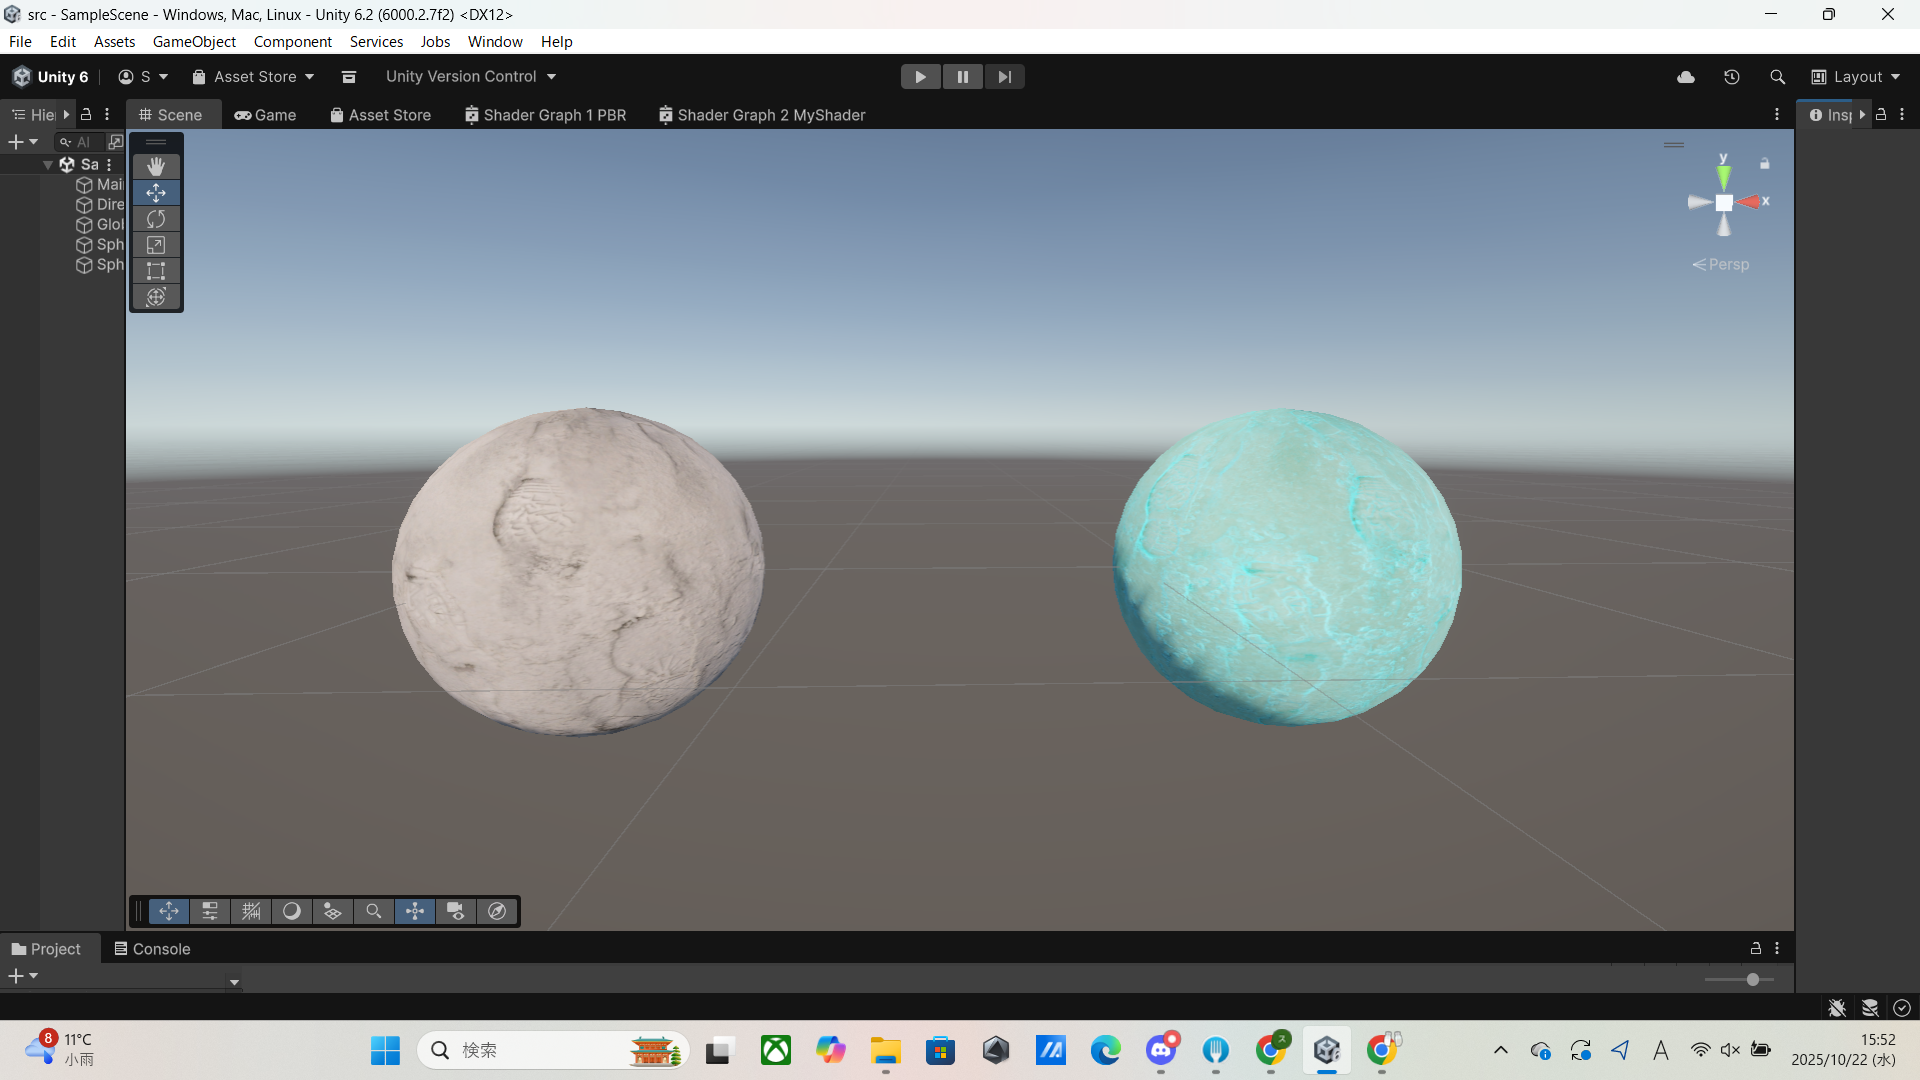 src - SampleScene - Windows, Mac, Linux - Unity 6.2 (6000.2.7f2) <DX12>
File Edit Assets GameObject Component Services Jobs Window Help
Unity 6 S Asset Store Unity Version Control Layout
Hie Scene Game Asset Store Shader Graph 1 PBR Shader Graph 2 MyShader Insp
Al
Sa
Mai
Dire
Glol
Sph
Sph
y
x
Persp
Project Console
8 11°C
小雨
検索
ス
A
15:52
2025/10/22 (水)